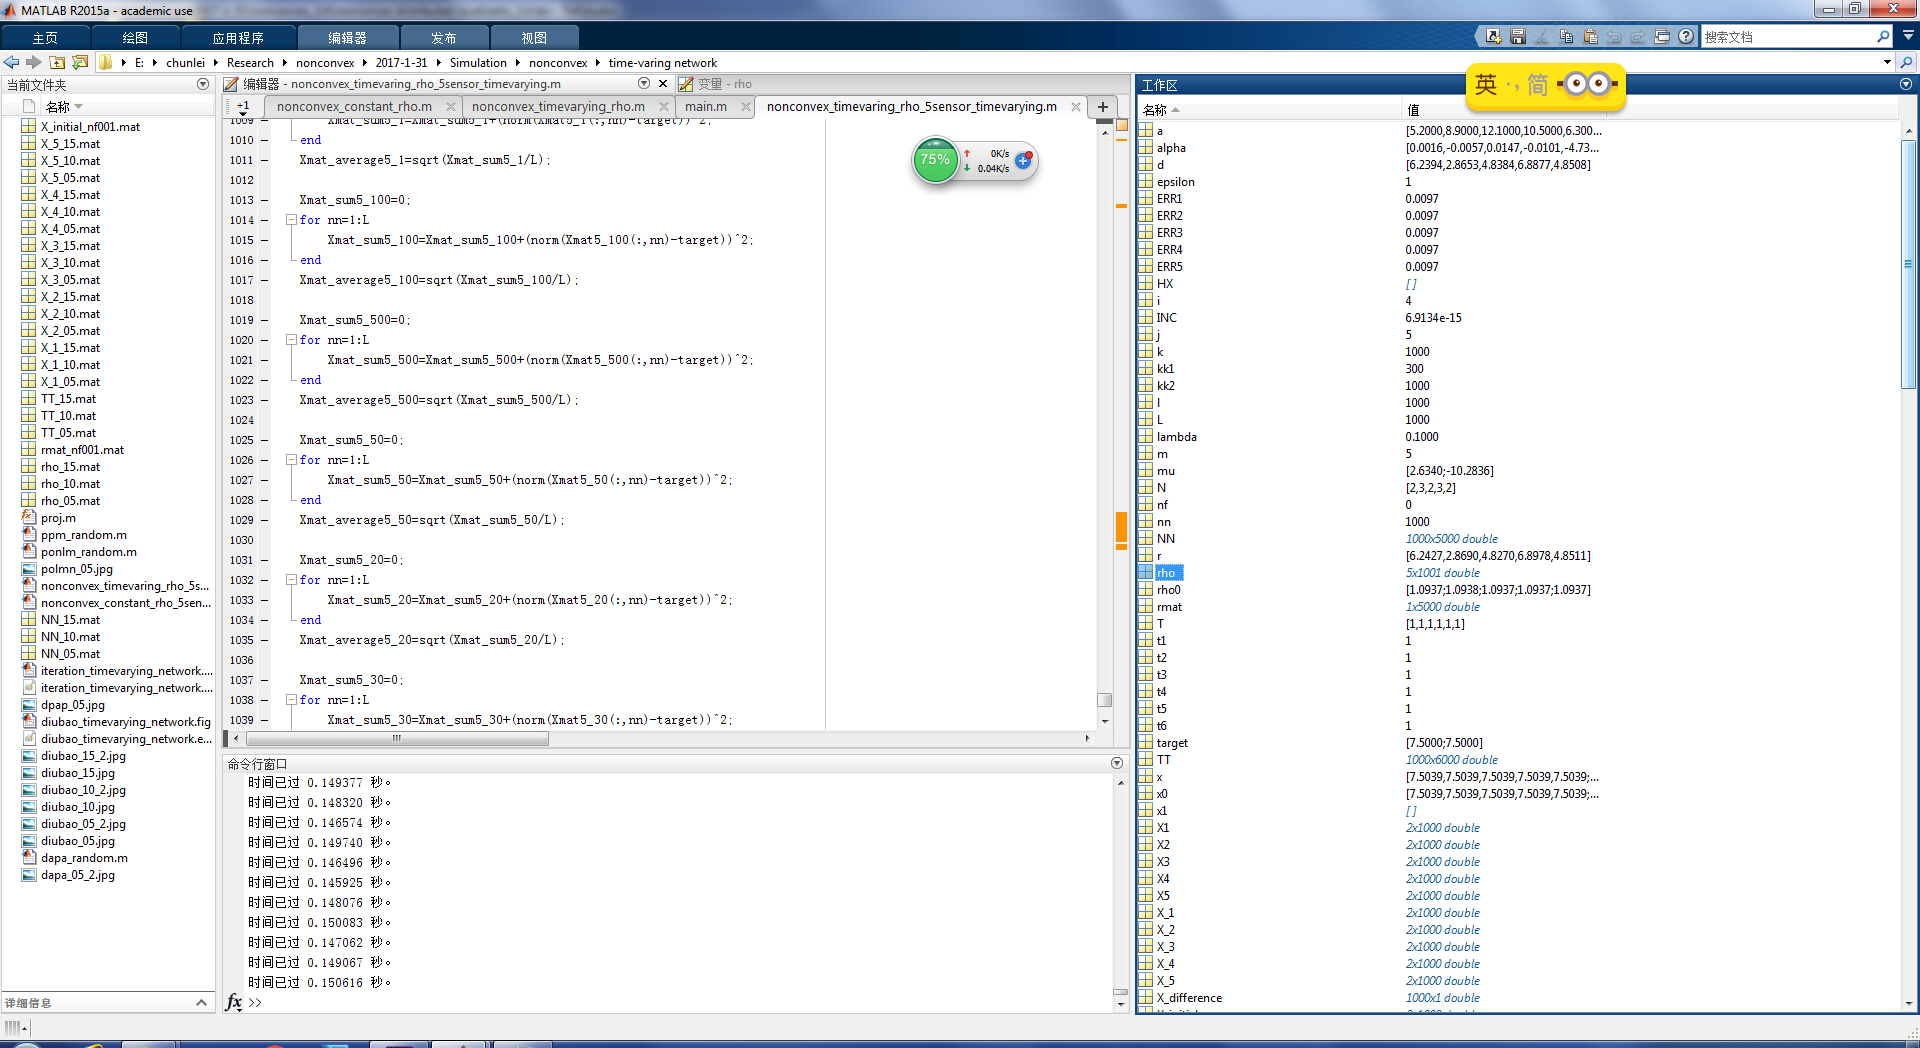 MATLAB R2015a - academic use
主页 绘图 应用程序 编辑器 发布 视图
搜索文档
E: chunlei Research nonconvex 2017-1-31 Simulation nonconvex time-varing network
当前文件夹
名称
X_initial_nf001.mat
X_5_15.mat
X_5_10.mat
X_5_05.mat
X_4_15.mat
X_4_10.mat
X_4_05.mat
X_3_15.mat
X_3_10.mat
X_3_05.mat
X_2_15.mat
X_2_10.mat
X_2_05.mat
X_1_15.mat
X_1_10.mat
X_1_05.mat
TT_15.mat
TT_10.mat
TT_05.mat
rmat_nf001.mat
rho_15.mat
rho_10.mat
rho_05.mat
proj.m
ppm_random.m
ponlm_random.m
polmn_05.jpg
nonconvex_timevaring_rho_5s...
nonconvex_constant_rho_5sen...
NN_15.mat
NN_10.mat
NN_05.mat
iteration_timevarying_network....
iteration_timevarying_network....
dpap_05.jpg
diubao_timevarying_network.fig
diubao_timevarying_network.e...
diubao_15_2.jpg
diubao_15.jpg
diubao_10_2.jpg
diubao_10.jpg
diubao_05_2.jpg
diubao_05.jpg
dapa_random.m
dapa_05_2.jpg
详细信息
编辑器 - nonconvex_timevaring_rho_5sensor_timevarying.m
变量 - rho
+1 nonconvex_constant_rho.m nonconvex_timevarying_rho.m main.m nonconvex_timevaring_rho_5sensor_timevarying.m
1009 Xmat_sum5_1=Xmat_sum5_1+(norm(Xmat5_1(:,nn)-target))^2;
1010 end
1011 Xmat_average5_1=sqrt(Xmat_sum5_1/L);
1012
1013 Xmat_sum5_100=0;
1014 for nn=1:L
1015 Xmat_sum5_100=Xmat_sum5_100+(norm(Xmat5_100(:,nn)-target))^2;
1016 end
1017 Xmat_average5_100=sqrt(Xmat_sum5_100/L);
1018
1019 Xmat_sum5_500=0;
1020 for nn=1:L
1021 Xmat_sum5_500=Xmat_sum5_500+(norm(Xmat5_500(:,nn)-target))^2;
1022 end
1023 Xmat_average5_500=sqrt(Xmat_sum5_500/L);
1024
1025 Xmat_sum5_50=0;
1026 for nn=1:L
1027 Xmat_sum5_50=Xmat_sum5_50+(norm(Xmat5_50(:,nn)-target))^2;
1028 end
1029 Xmat_average5_50=sqrt(Xmat_sum5_50/L);
1030
1031 Xmat_sum5_20=0;
1032 for nn=1:L
1033 Xmat_sum5_20=Xmat_sum5_20+(norm(Xmat5_20(:,nn)-target))^2;
1034 end
1035 Xmat_average5_20=sqrt(Xmat_sum5_20/L);
1036
1037 Xmat_sum5_30=0;
1038 for nn=1:L
1039 Xmat_sum5_30=Xmat_sum5_30+(norm(Xmat5_30(:,nn)-target))^2;
75%
0K/s
0.04K/s
命令行窗口
时间已过 0.149377 秒。
时间已过 0.148320 秒。
时间已过 0.146574 秒。
时间已过 0.149740 秒。
时间已过 0.146496 秒。
时间已过 0.145925 秒。
时间已过 0.148076 秒。
时间已过 0.150083 秒。
时间已过 0.147062 秒。
时间已过 0.149067 秒。
时间已过 0.150616 秒。
fx >>
工作区
英 简
名称 值
a [5.2000,8.9000,12.1000,10.5000,6.300...
alpha [0.0016,-0.0057,0.0147,-0.0101,-4.73...
d [6.2394,2.8653,4.8384,6.8877,4.8508]
epsilon 1
ERR1 0.0097
ERR2 0.0097
ERR3 0.0097
ERR4 0.0097
ERR5 0.0097
HX []
i 4
INC 6.9134e-15
j 5
k 1000
kk1 300
kk2 1000
l 1000
L 1000
lambda 0.1000
m 5
mu [2.6340;-10.2836]
N [2,3,2,3,2]
nf 0
nn 1000
NN 1000x5000 double
r [6.2427,2.8690,4.8270,6.8978,4.8511]
rho 5x1001 double
rho0 [1.0937;1.0938;1.0937;1.0937;1.0937]
rmat 1x5000 double
T [1,1,1,1,1,1]
t1 1
t2 1
t3 1
t4 1
t5 1
t6 1
target [7.5000;7.5000]
TT 1000x6000 double
x [7.5039,7.5039,7.5039,7.5039,7.5039;...
x0 [7.5039,7.5039,7.5039,7.5039,7.5039;...
x1 []
X1 2x1000 double
X2 2x1000 double
X3 2x1000 double
X4 2x1000 double
X5 2x1000 double
X_1 2x1000 double
X_2 2x1000 double
X_3 2x1000 double
X_4 2x1000 double
X_5 2x1000 double
X_difference 1000x1 double